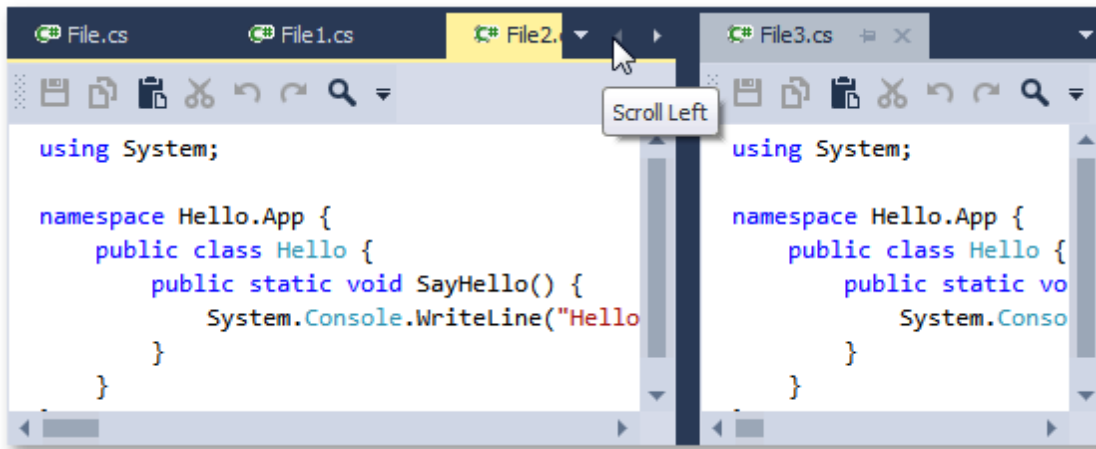 C# File.cs
C# File1.cs
C# File2.
C# File3.cs
Scroll Left
using System;
namespace Hello.App {
public class Hello {
public static void SayHello() {
System.Console.WriteLine("Hello
}
}
using System;
namespace Hello.App {
public class Hello {
public static vo
System.Conso
}
}